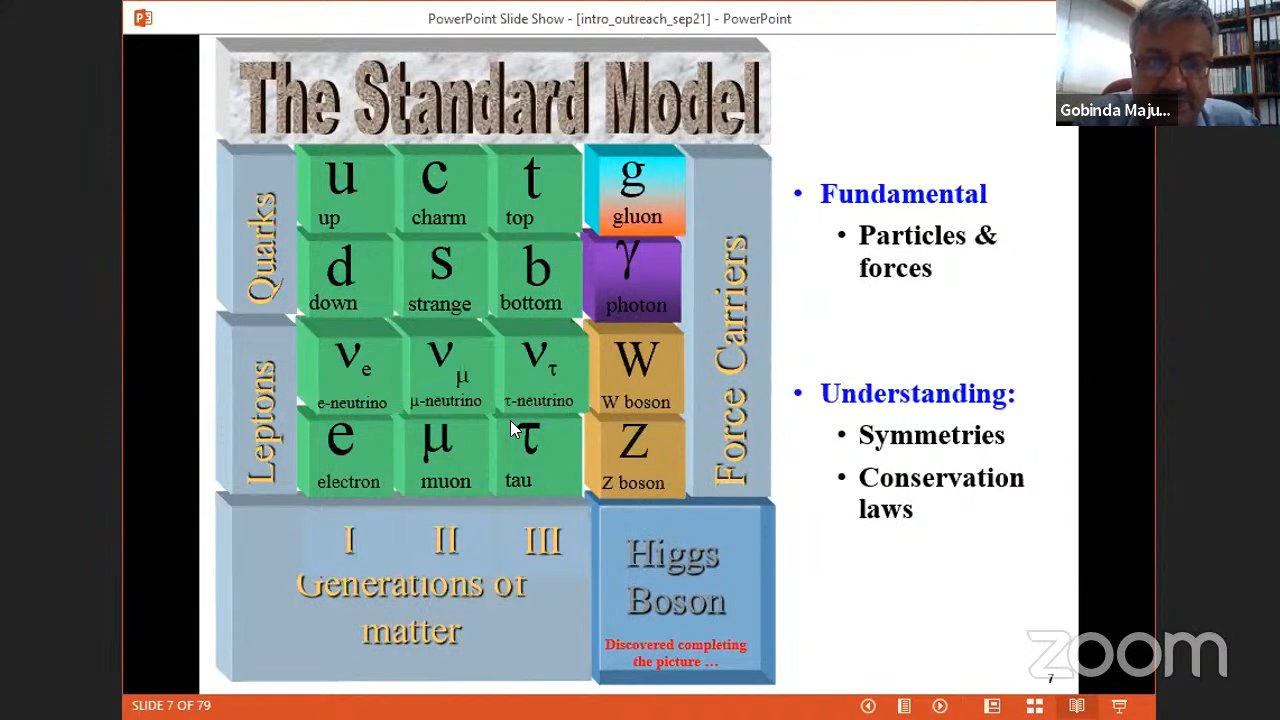 PowerPoint Slide Show - [intro_outreach_sep21] - PowerPoint
Gobinda Maju...
The Standard Model
Quarks
u
up
c
charm
t
top
g
gluon
d
down
s
strange
b
bottom
γ
photon
Force Carriers
Leptons
νe
e-neutrino
νμ
μ-neutrino
ντ
τ-neutrino
W
W boson
e
electron
μ
muon
τ
tau
Z
Z boson
I II III
Generations of
matter
Higgs
Boson
Discovered completing
the picture ...
• Fundamental
• Particles &
forces
• Understanding:
• Symmetries
• Conservation
laws
zoom
7
SLIDE 7 OF 79